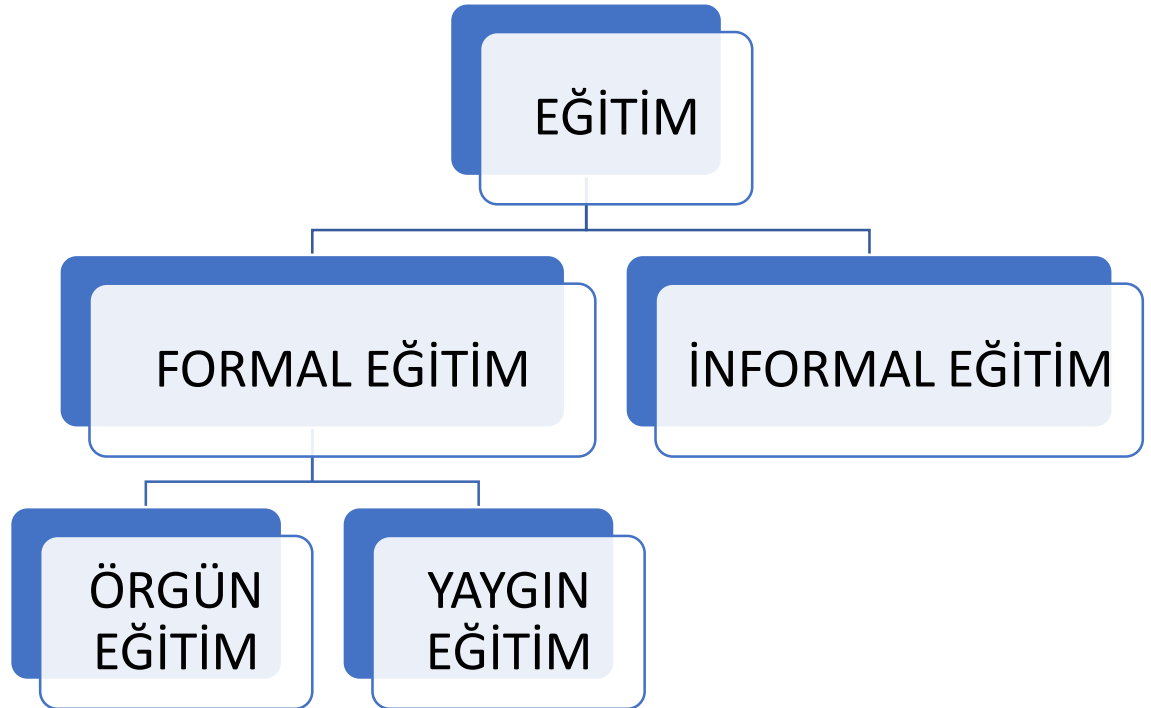 EĞİTİM
FORMAL EĞİTİM
İNFORMAL EĞİTİM
ÖRGÜN
EĞİTİM
YAYGIN
EĞİTİM